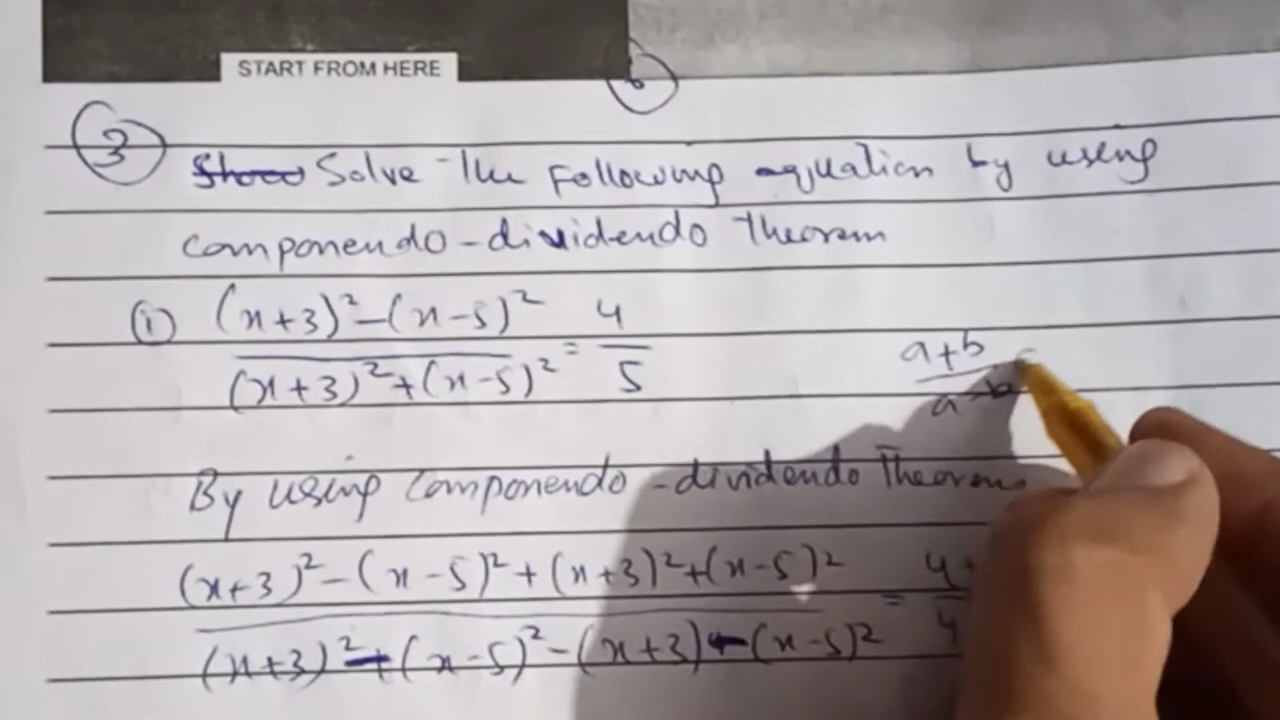 START FROM HERE
6
3 Solve the following equation by using
componendo-dividendo Theorem
(i) (x+3)²-(x-5)² / (x+3)²+(x-5)² = 4/5
a+b / a-b
By using componendo-dividendo Theorem
(x+3)²-(x-5)²+(x+3)²+(x-5)² / (x+3)²-(x-5)²-(x+3)-(x-5)² = 4+ / 4